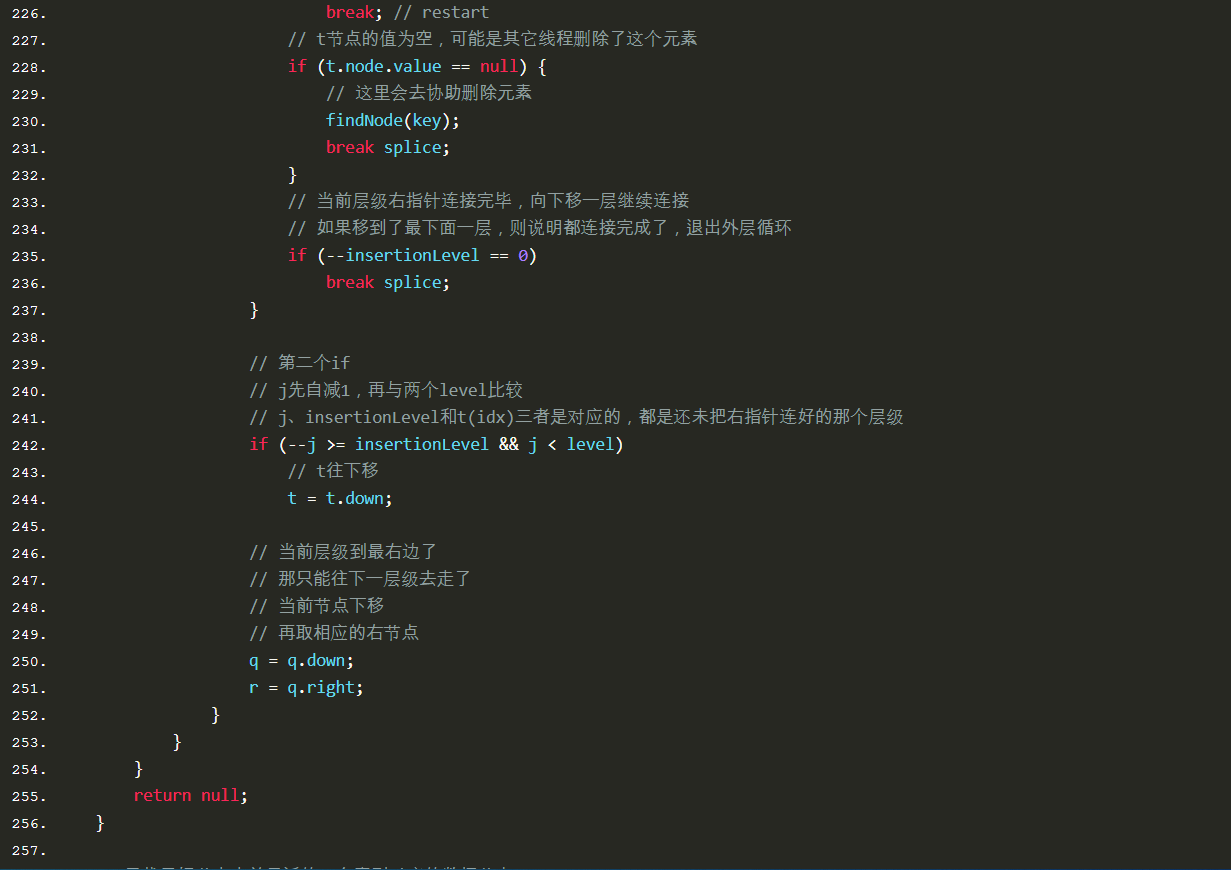 226. break; // restart
227. // t节点的值为空，可能是其它线程删除了这个元素
228. if (t.node.value == null) {
229. // 这里会去协助删除元素
230. findNode(key);
231. break splice;
232. }
233. // 当前层级右指针连接完毕，向下移一层继续连接
234. // 如果移到了最下面一层，则说明都连接完成了，退出外层循环
235. if (--insertionLevel == 0)
236. break splice;
237. }
238.
239. // 第二个if
240. // j先自减1，再与两个level比较
241. // j、insertionLevel和t(idx)三者是对应的，都是还未把右指针连好的那个层级
242. if (--j >= insertionLevel && j < level)
243. // t往下移
244. t = t.down;
245.
246. // 当前层级到最右边了
247. // 那只能往下一层级去走了
248. // 当前节点下移
249. // 再取相应的右节点
250. q = q.down;
251. r = q.right;
252. }
253. }
254. }
255. return null;
256. }
257.